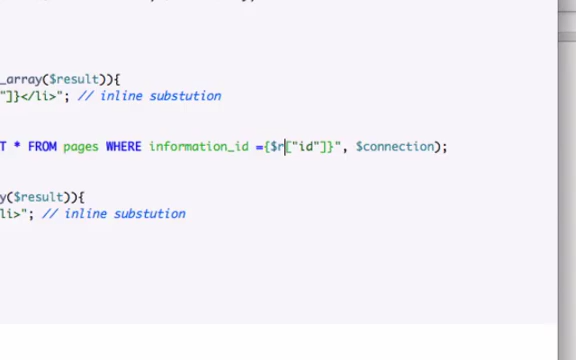 _array($result)){
"]}</li>"; // inline substution
T * FROM pages WHERE information_id ={$r["id"]}", $connection);
y($result)){
li>"; // inline substution